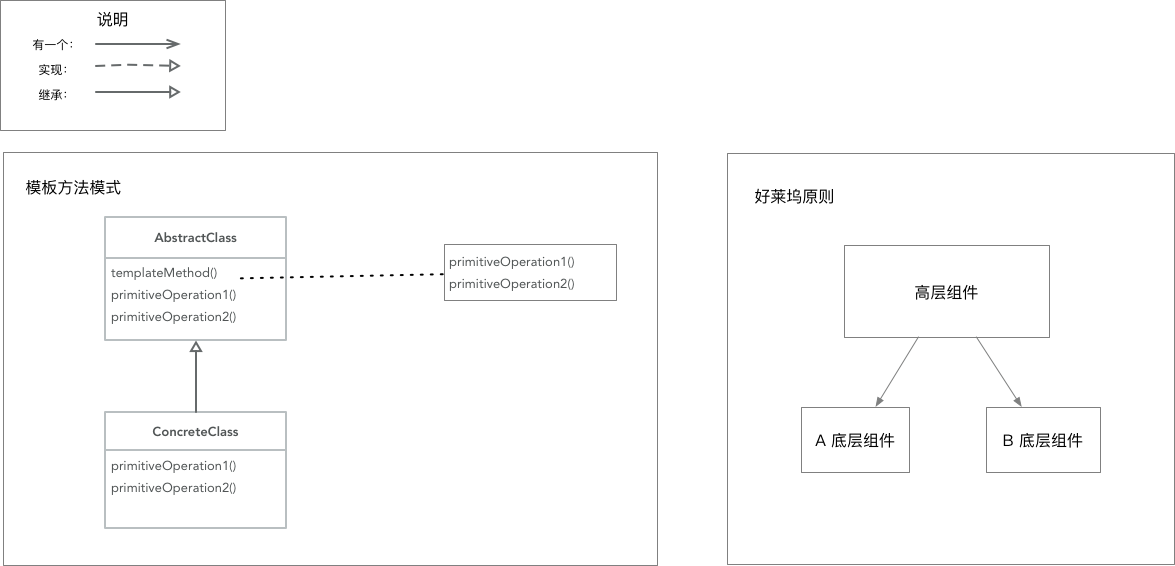 说明
有一个：
实现：
继承：
模板方法模式
AbstractClass
templateMethod()
primitiveOperation1()
primitiveOperation2()
primitiveOperation1()
primitiveOperation2()
ConcreteClass
primitiveOperation1()
primitiveOperation2()
好莱坞原则
高层组件
A 底层组件
B 底层组件